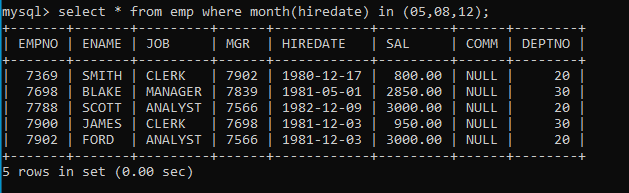 mysql> select * from emp where month(hiredate) in (05,08,12);
+-------+-------+---------+------+------------+---------+------+--------+
| EMPNO | ENAME | JOB     | MGR  | HIREDATE   | SAL     | COMM | DEPTNO |
+-------+-------+---------+------+------------+---------+------+--------+
|  7369 | SMITH | CLERK   | 7902 | 1980-12-17 |  800.00 | NULL |     20 |
|  7698 | BLAKE | MANAGER | 7839 | 1981-05-01 | 2850.00 | NULL |     30 |
|  7788 | SCOTT | ANALYST | 7566 | 1982-12-09 | 3000.00 | NULL |     20 |
|  7900 | JAMES | CLERK   | 7698 | 1981-12-03 |  950.00 | NULL |     30 |
|  7902 | FORD  | ANALYST | 7566 | 1981-12-03 | 3000.00 | NULL |     20 |
+-------+-------+---------+------+------------+---------+------+--------+
5 rows in set (0.00 sec)